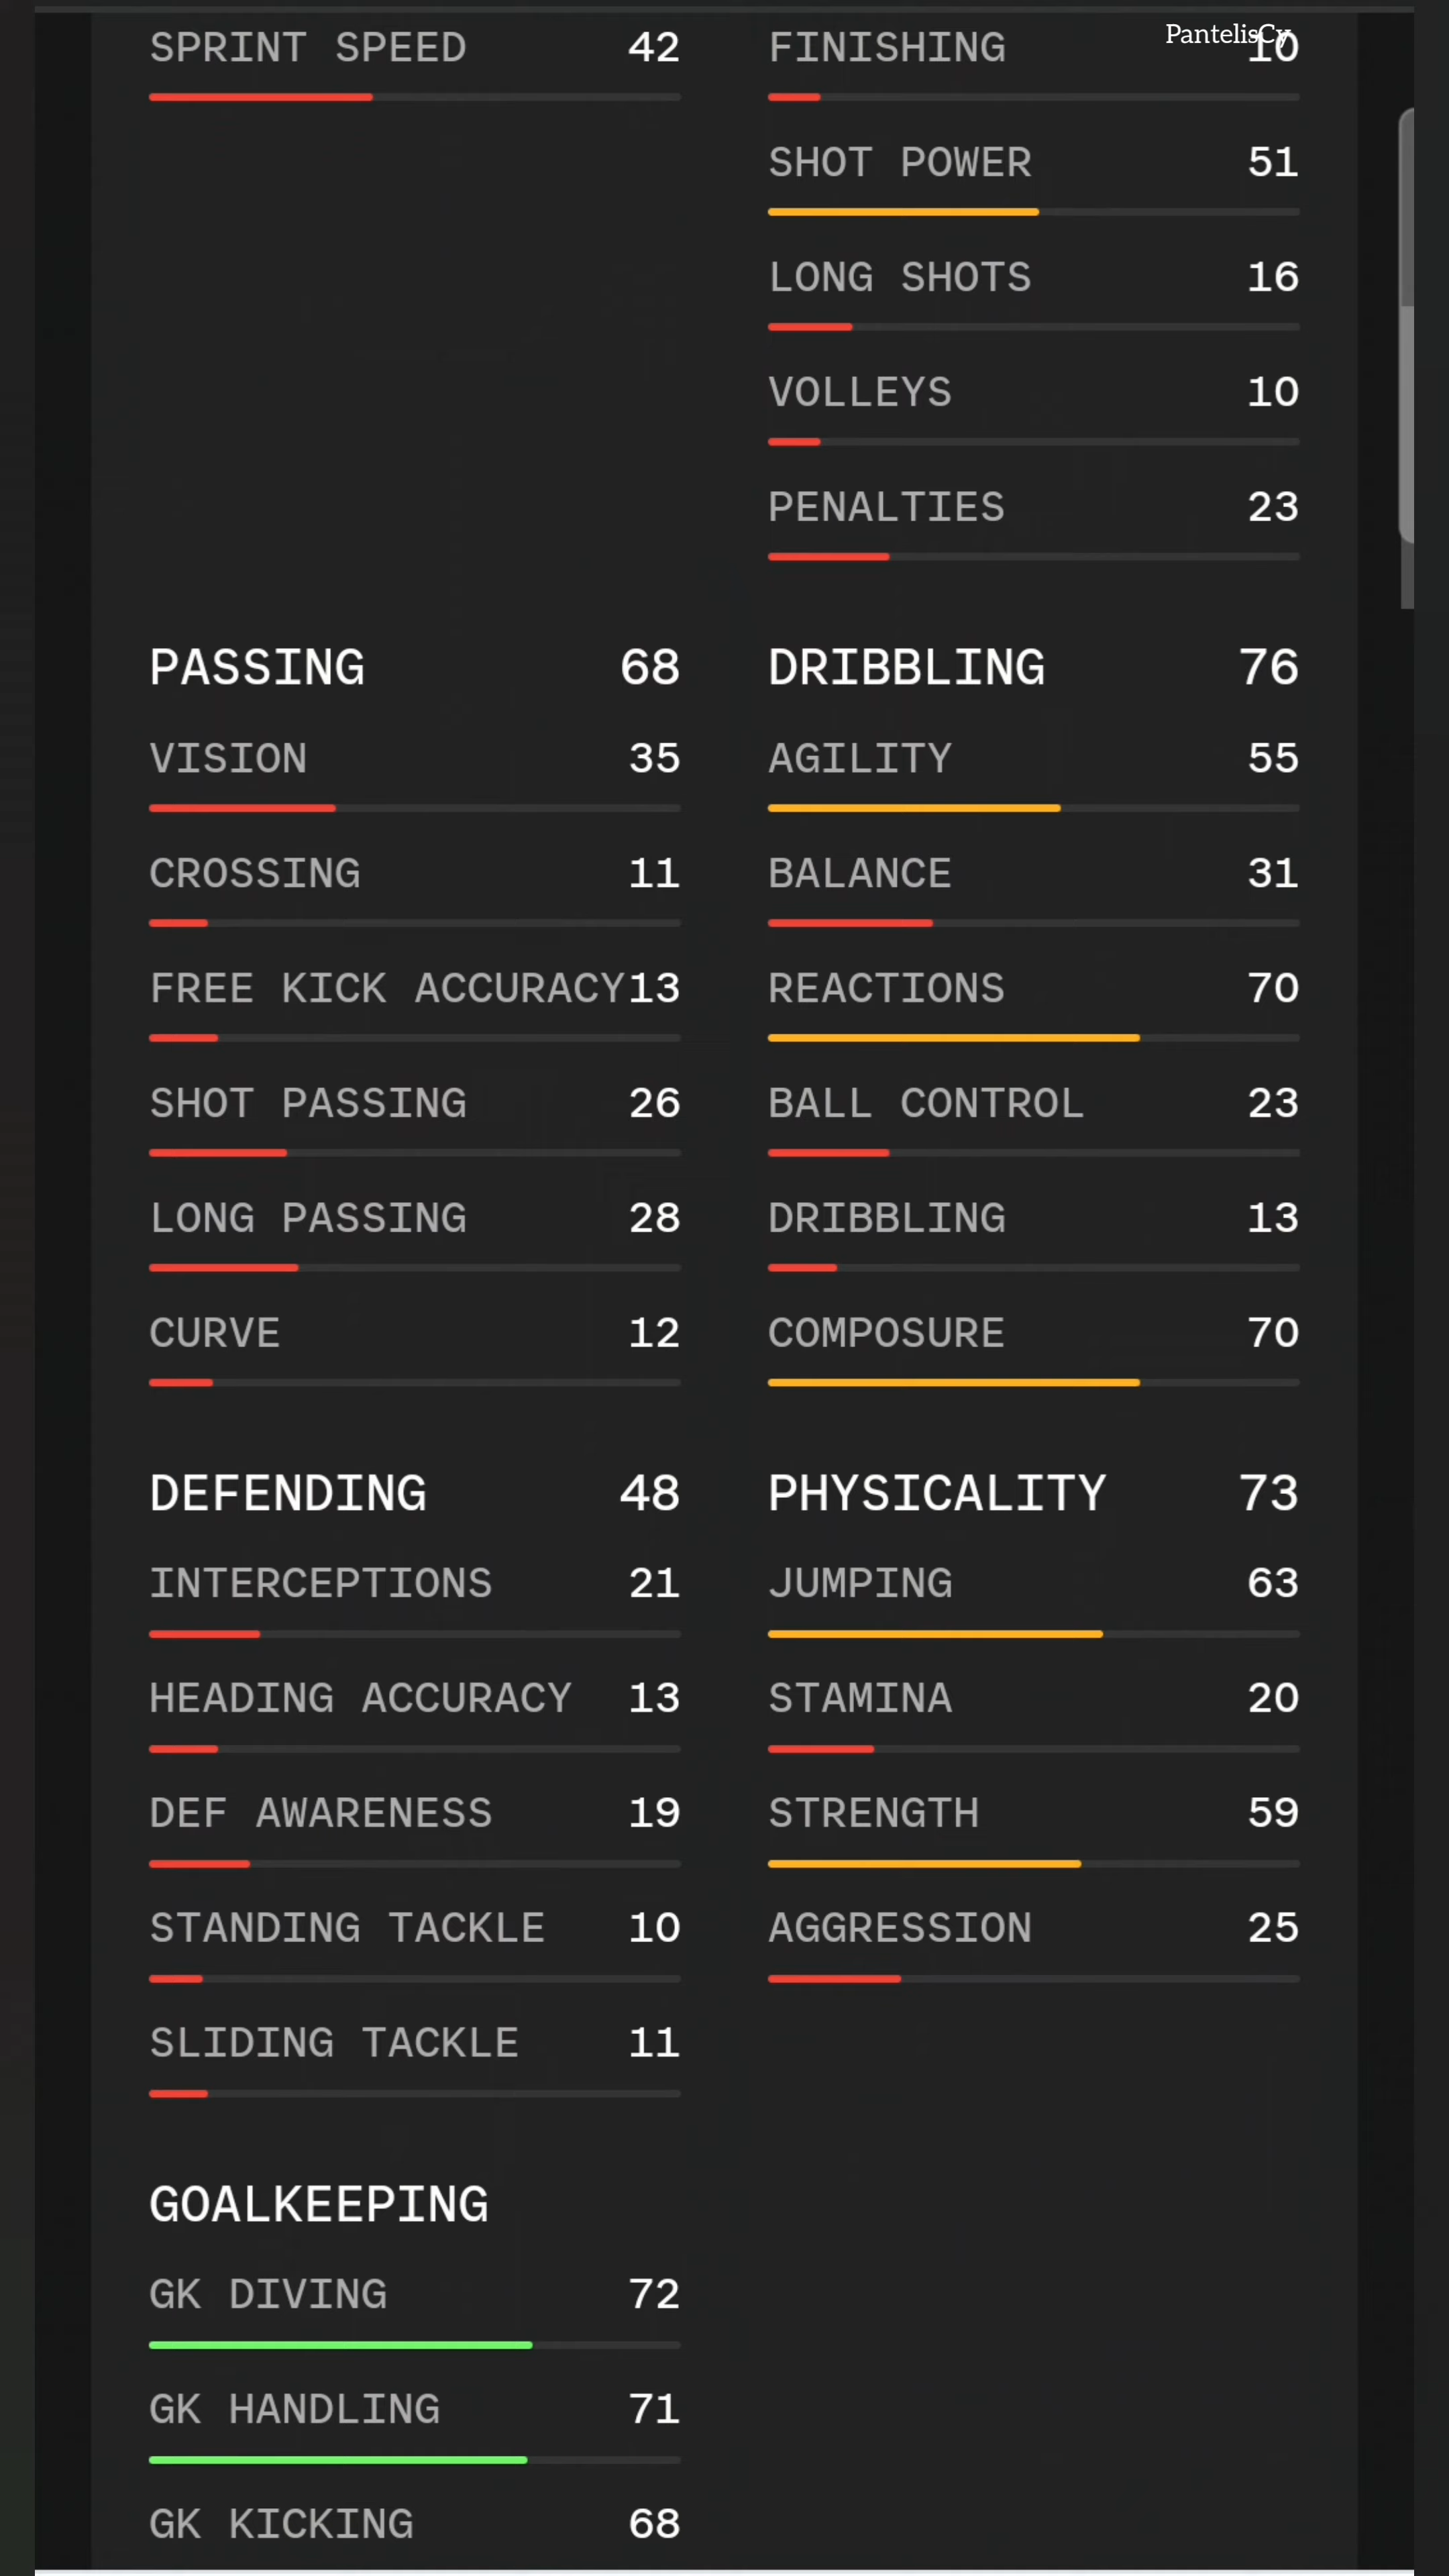 PantelisCy
SPRINT SPEED 42
FINISHING 10
SHOT POWER 51
LONG SHOTS 16
VOLLEYS 10
PENALTIES 23
PASSING 68
VISION 35
CROSSING 11
FREE KICK ACCURACY 13
SHOT PASSING 26
LONG PASSING 28
CURVE 12
DRIBBLING 76
AGILITY 55
BALANCE 31
REACTIONS 70
BALL CONTROL 23
DRIBBLING 13
COMPOSURE 70
DEFENDING 48
INTERCEPTIONS 21
HEADING ACCURACY 13
DEF AWARENESS 19
STANDING TACKLE 10
SLIDING TACKLE 11
PHYSICALITY 73
JUMPING 63
STAMINA 20
STRENGTH 59
AGGRESSION 25
GOALKEEPING
GK DIVING 72
GK HANDLING 71
GK KICKING 68